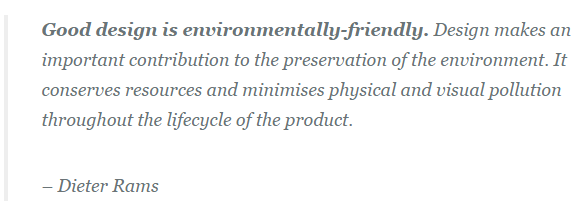 Good design is environmentally-friendly. Design makes an
important contribution to the preservation of the environment. It
conserves resources and minimises physical and visual pollution
throughout the lifecycle of the product.
– Dieter Rams